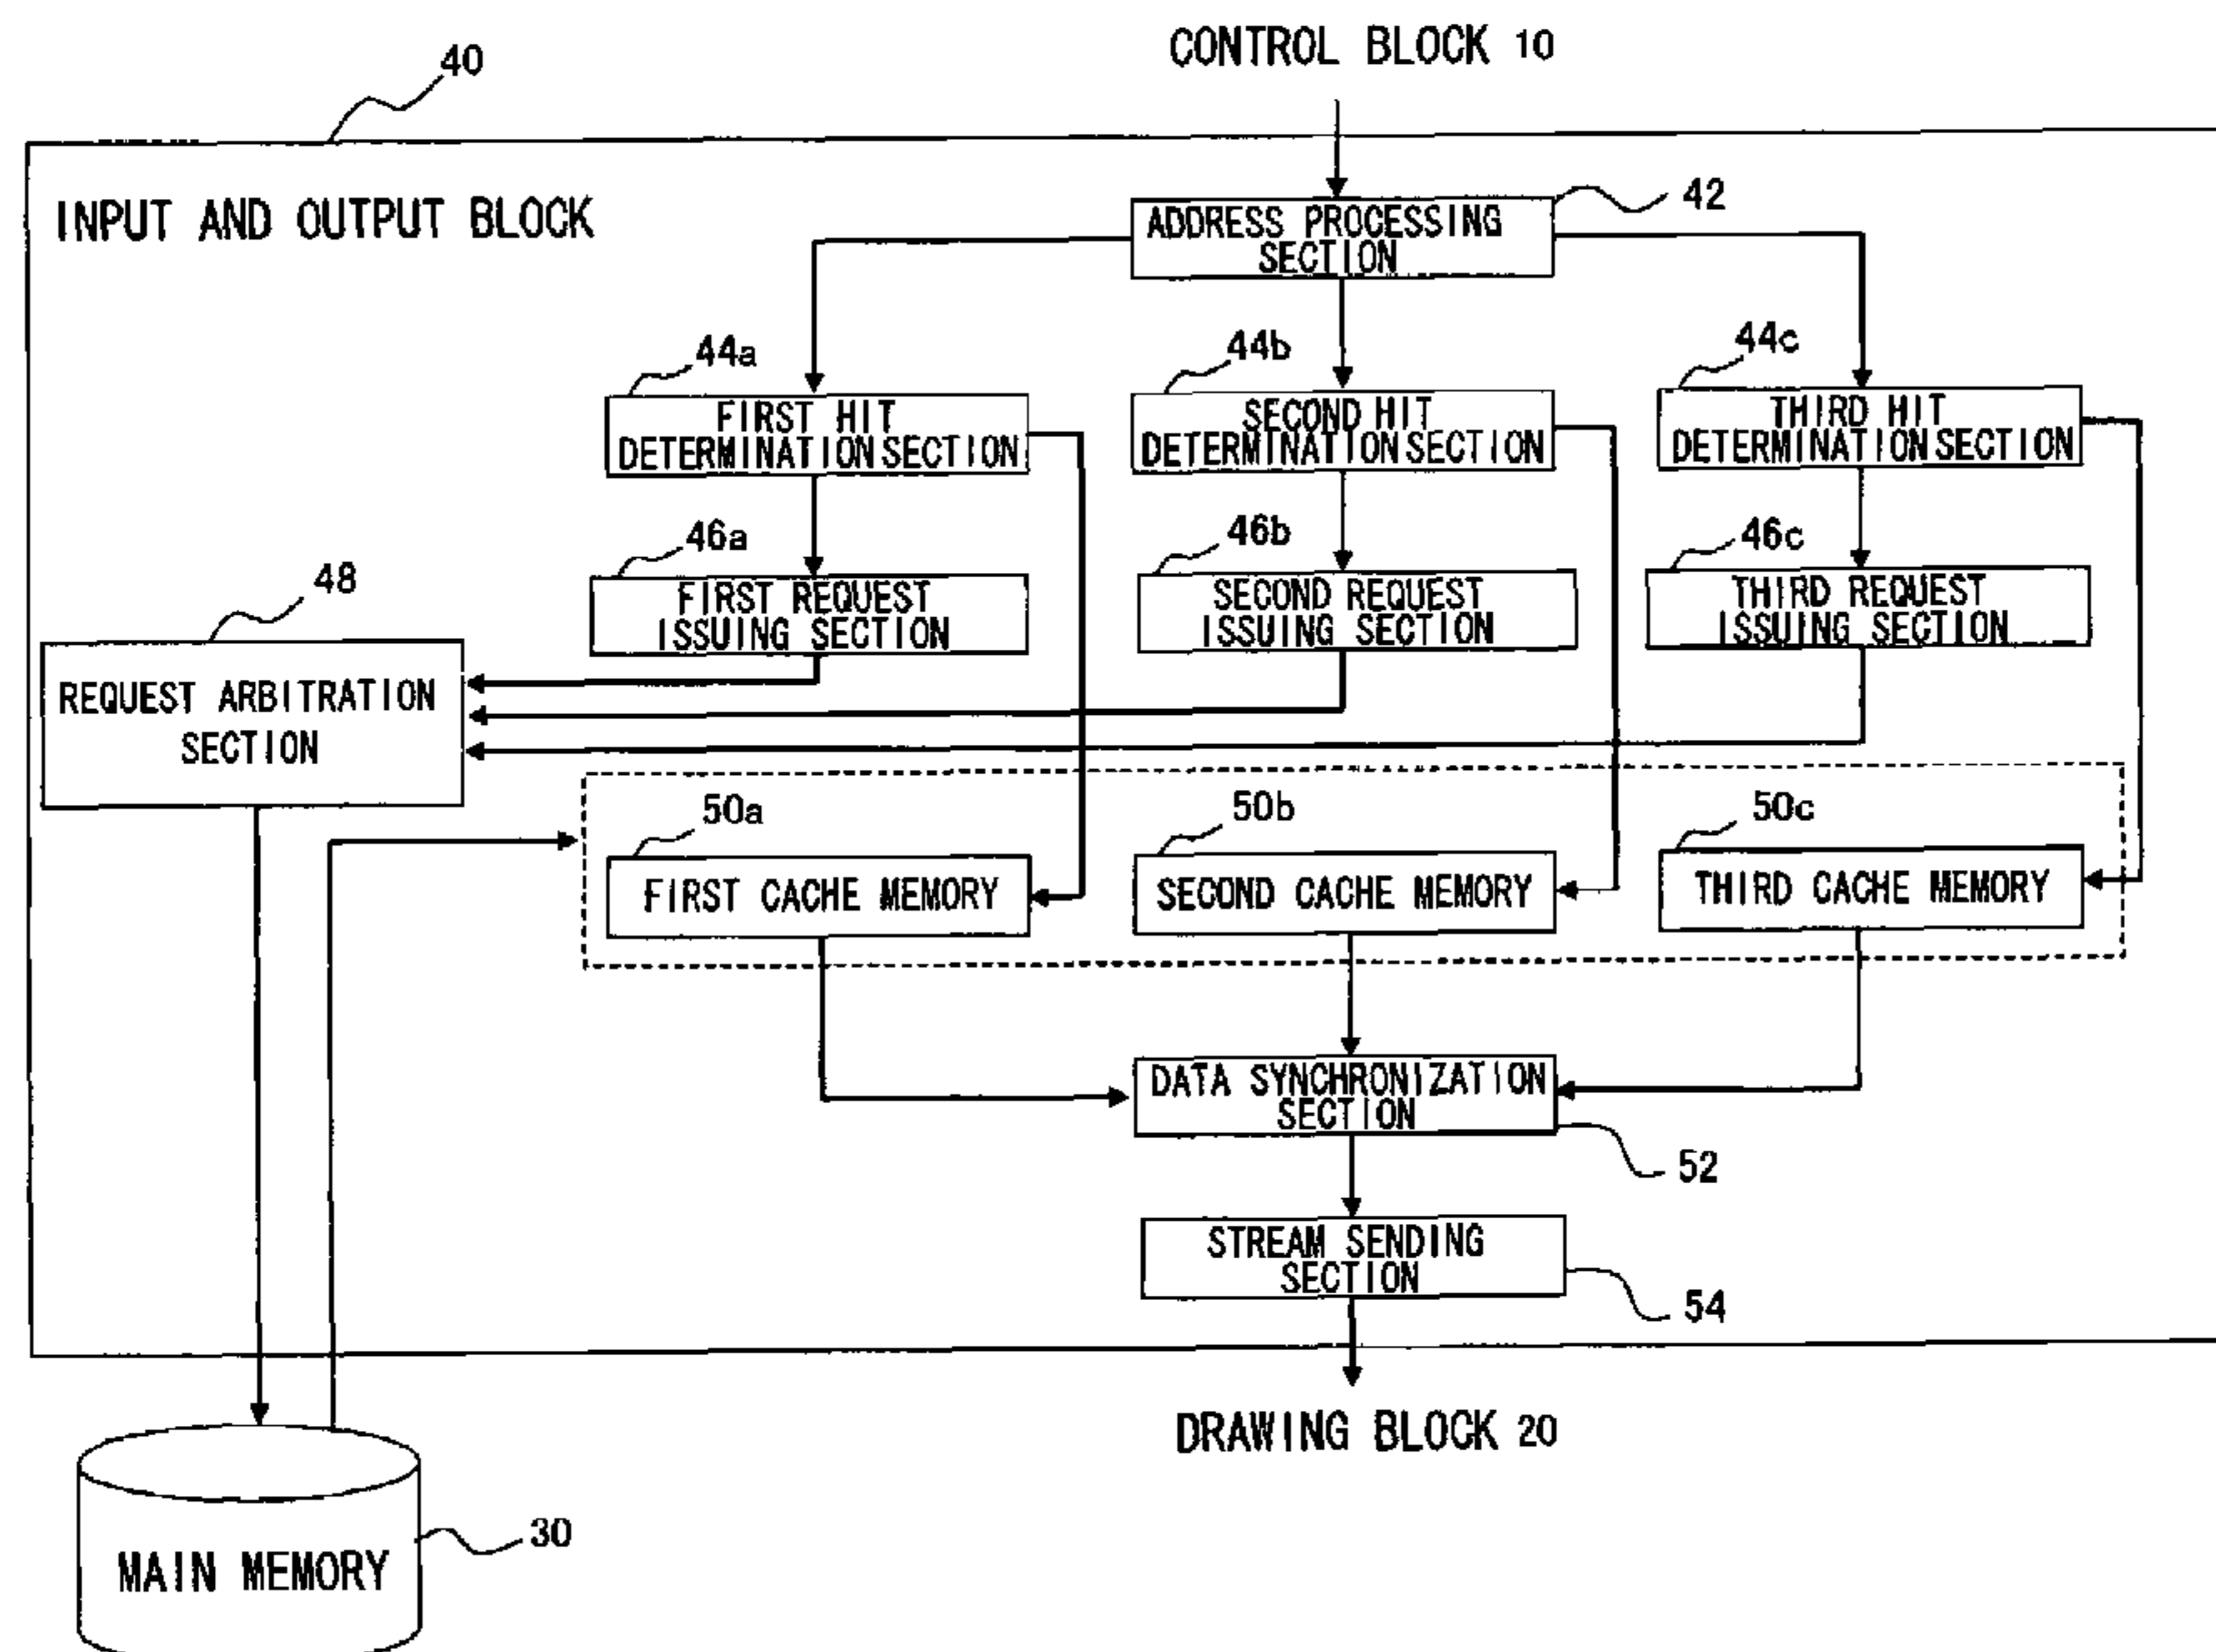 CONTROL BLOCK 10
40
INPUT AND OUTPUT BLOCK
ADDRESS PROCESSING
SECTION
42
44a
44b
44c
FIRST HIT
DETERMINATION SECTION
SECOND HIT
DETERMINATION SECTION
THIRD HIT
DETERMINATION SECTION
46a
46b
46c
48
FIRST REQUEST
ISSUING SECTION
SECOND REQUEST
ISSUING SECTION
THIRD REQUEST
ISSUING SECTION
REQUEST ARBITRATION
SECTION
50a
50b
50c
FIRST CACHE MEMORY
SECOND CACHE MEMORY
THIRD CACHE MEMORY
DATA SYNCHRONIZATION
SECTION
52
STREAM SENDING
SECTION
54
DRAWING BLOCK 20
30
MAIN MEMORY